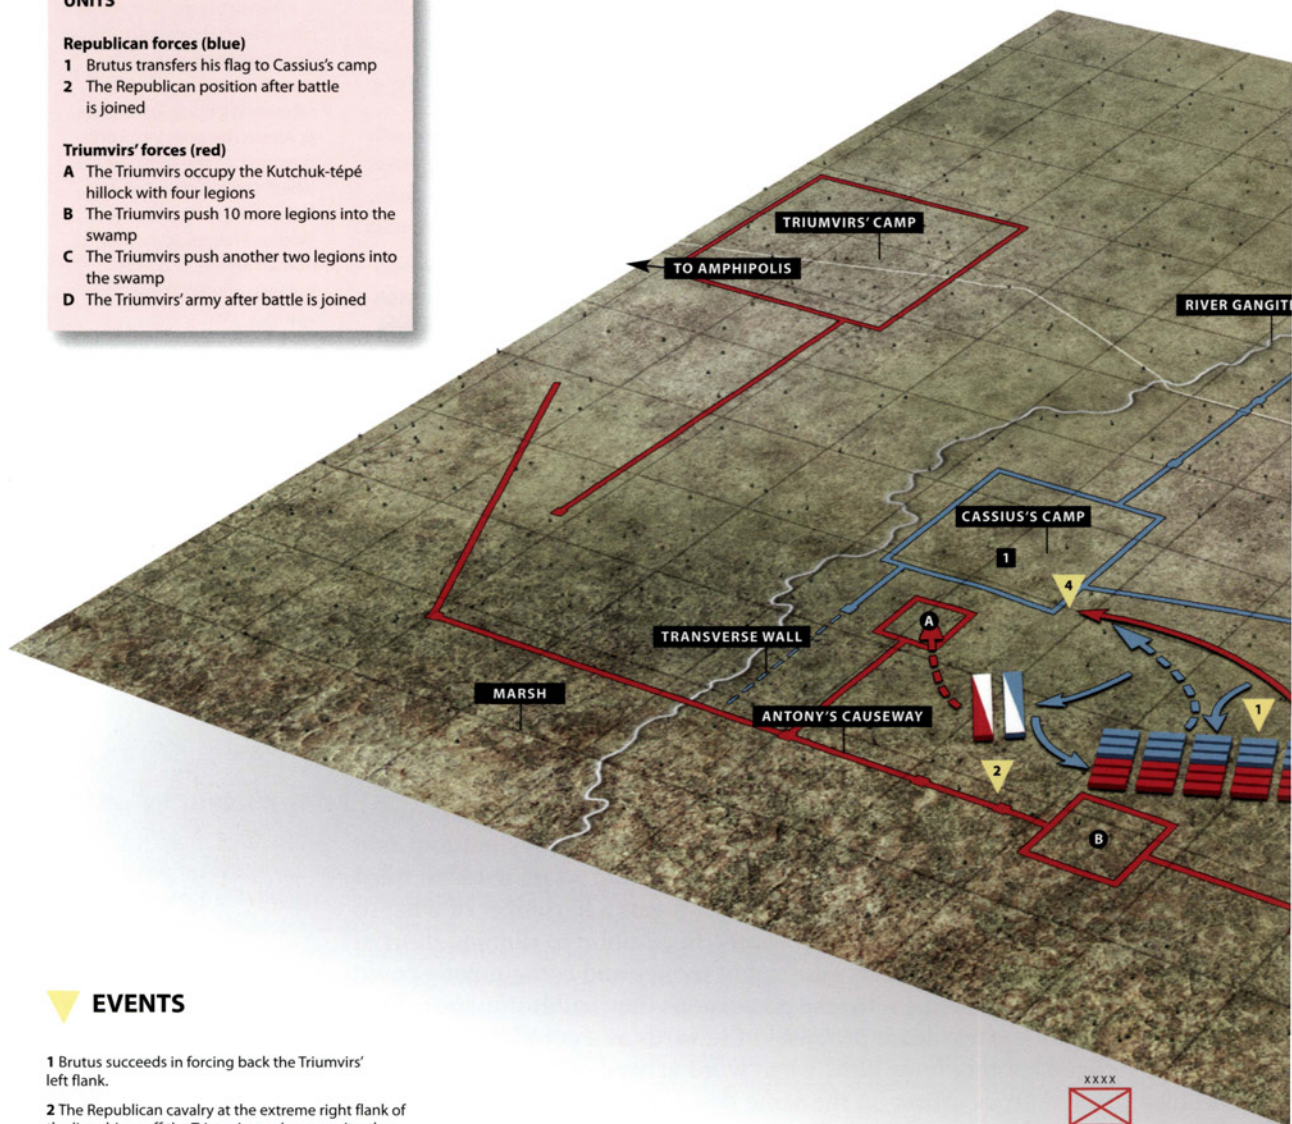 UNITS
Republican forces (blue)
1 Brutus transfers his flag to Cassius's camp
2 The Republican position after battle
is joined
Triumvirs' forces (red)
A The Triumvirs occupy the Kutchuk-tépé
hillock with four legions
B The Triumvirs push 10 more legions into the
swamp
C The Triumvirs push another two legions into
the swamp
D The Triumvirs' army after battle is joined
TRIUMVIRS' CAMP
TO AMPHIPOLIS
RIVER
CASSIUS'S CAMP
1
4
A
TRANSVERSE WALL
MARSH
ANTONY'S CAUSEWAY
1
2
B
EVENTS
1 Brutus succeeds in forcing back the Triumvirs'
left flank.
2 The Republican cavalry at the extreme right flank of
XXXX